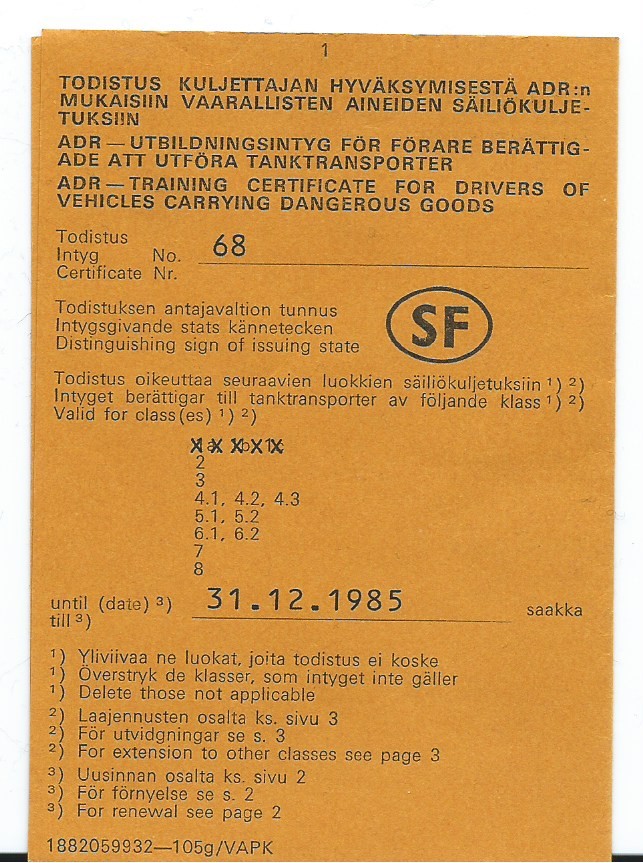 1
TODISTUS KULJETTAJAN HYVÄKSYMISESTÄ ADR:n
MUKAISIIN VAARALLISTEN AINEIDEN SÄILIÖKULJE-
TUKSIIN
ADR — UTBILDNINGSINTYG FÖR FÖRARE BERÄTTIG-
ADE ATT UTFÖRA TANKTRANSPORTER
ADR — TRAINING CERTIFICATE FOR DRIVERS OF
VEHICLES CARRYING DANGEROUS GOODS
Todistus
Intyg No. 68
Certificate Nr.
Todistuksen antajavaltion tunnus
Intygsgivande stats kännetecken
Distinguishing sign of issuing state
SF
Todistus oikeuttaa seuraavien luokkien säiliökuljetuksiin ¹) ²)
Intyget berättigar till tanktransporter av följande klass ¹) ²)
Valid for class(es) ¹) ²)
2
3
4.1, 4.2, 4.3
5.1, 5.2
6.1, 6.2
7
8
until (date) ³) 31.12.1985 saakka
till ³)
¹) Yliviivaa ne luokat, joita todistus ei koske
¹) Överstryk de klasser, som intyget inte gäller
¹) Delete those not applicable
²) Laajennusten osalta ks. sivu 3
²) För utvidgningar se s. 3
²) For extension to other classes see page 3
³) Uusinnan osalta ks. sivu 2
³) För förnyelse se s. 2
³) For renewal see page 2
1882059932—105g/VAPK